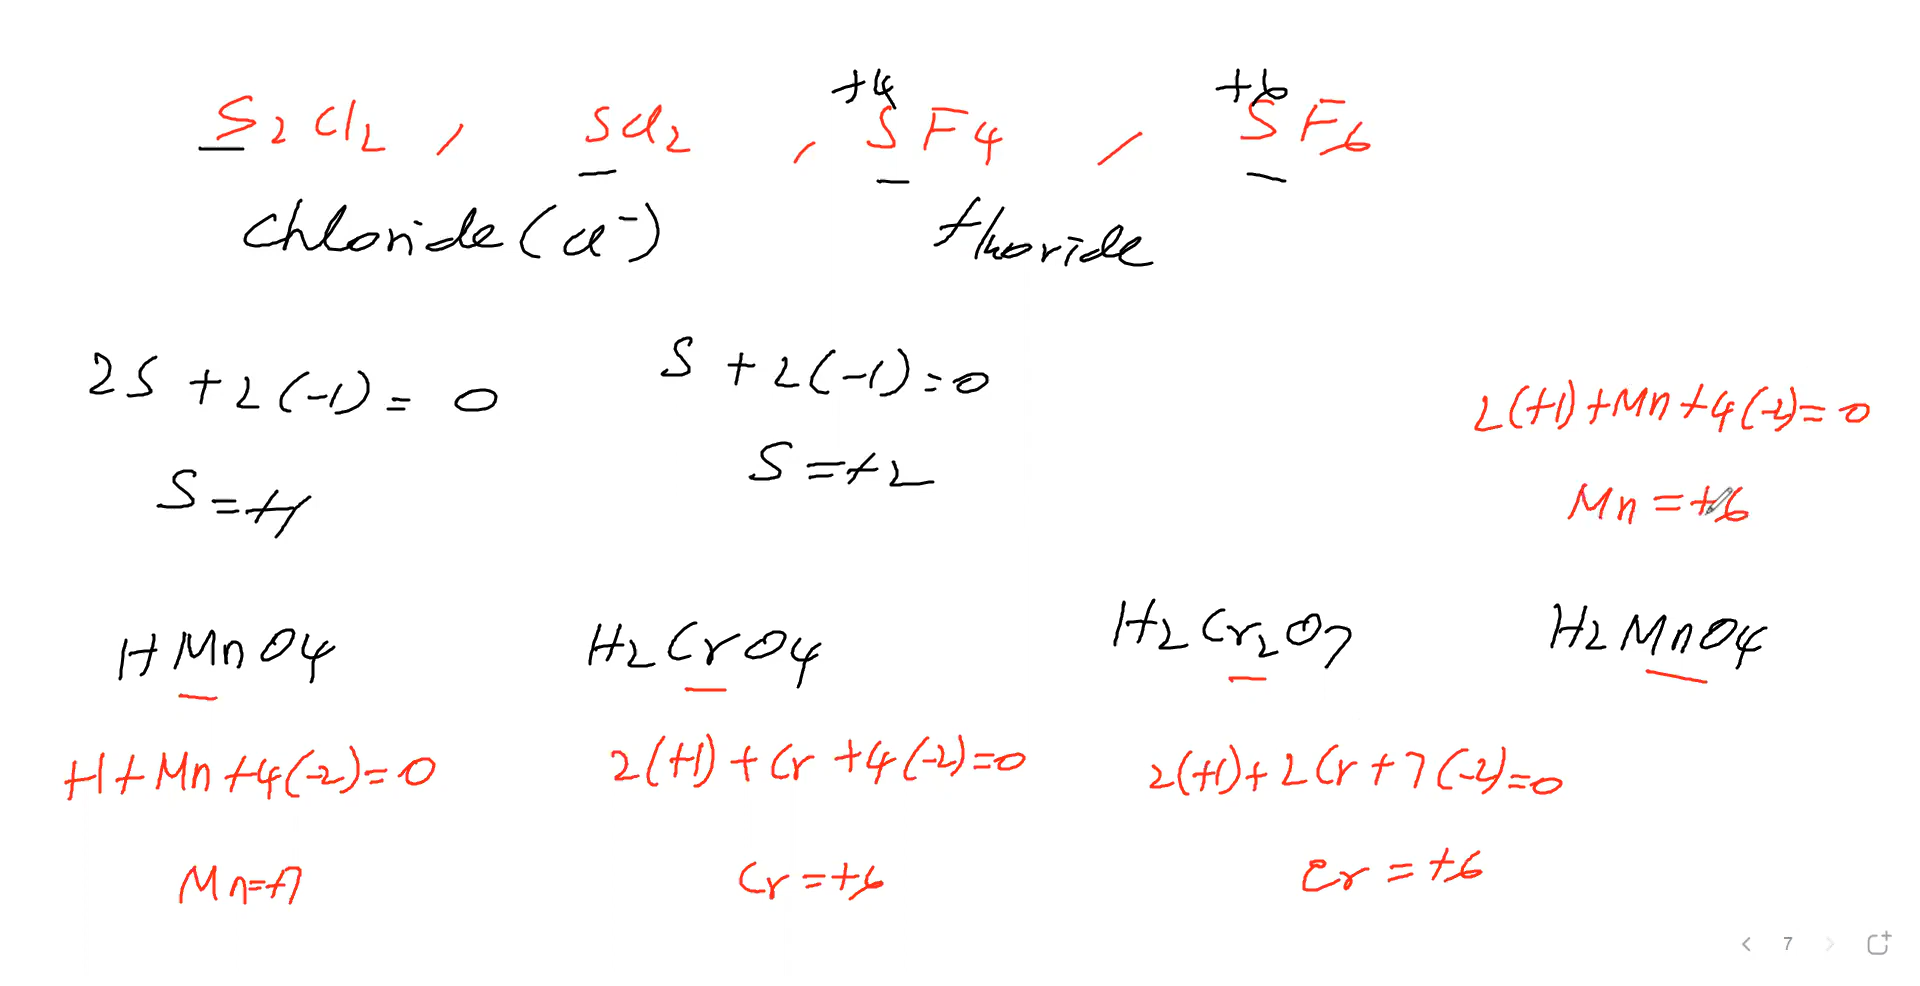 +4 +6
S2Cl2 , SCl2 , SF4 , SF6
chloride (Cl-) fluoride
2S + 2(-1) = 0
S = +1
S + 2(-1) = 0
S = +2
2(+1) + Mn + 4(-2) = 0
Mn = +6
HMnO4 H2CrO4 H2Cr2O7 H2MnO4
+1 + Mn + 4(-2) = 0
Mn = +7
2(+1) + Cr + 4(-2) = 0
Cr = +6
2(+1) + 2Cr + 7(-2) = 0
Cr = +6
< 7 >